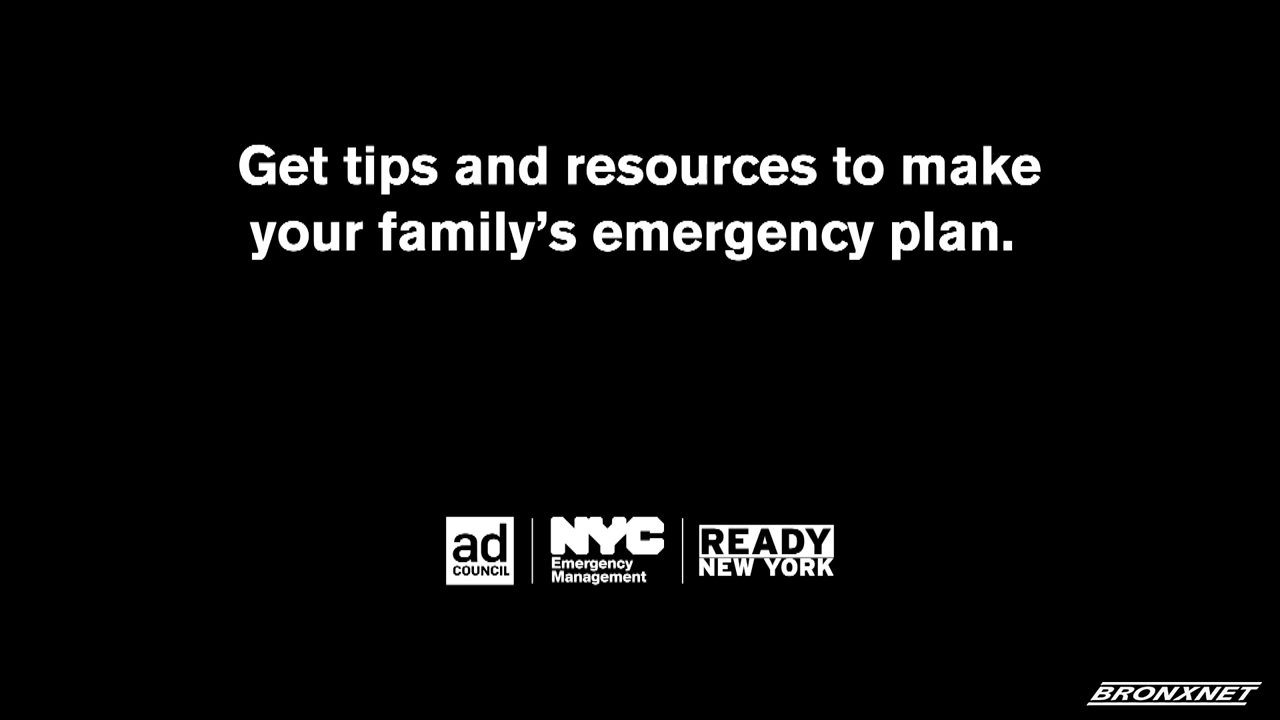 Get tips and resources to make
your family’s emergency plan.
ad
COUNCIL
NYC
Emergency
Management
READY
NEW YORK
BRONXNET